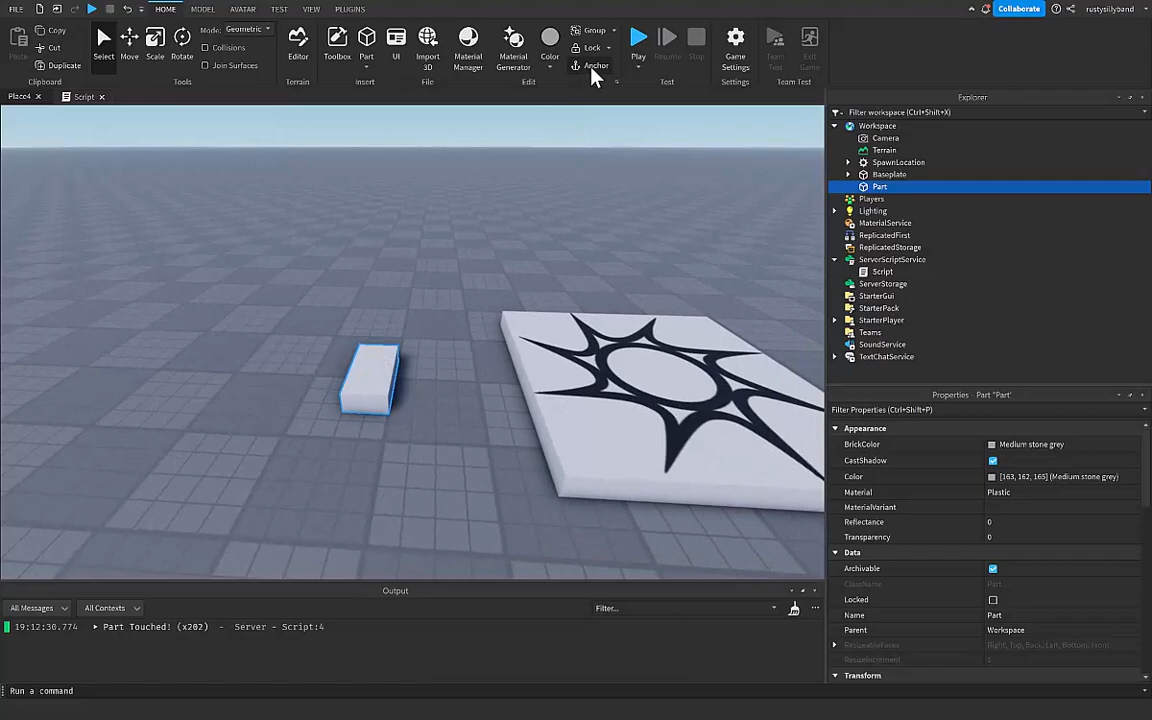 FILE HOME MODEL AVATAR TEST VIEW PLUGINS Collaborate rustysillyband
Paste Copy Cut Duplicate Clipboard
Select Move Scale Rotate Mode: Geometric Collisions Join Surfaces Tools
Editor Terrain
Toolbox Part UI Insert
Import 3D File
Material Manager Material Generator Color Group Lock Anchor Edit
Play Resume Stop Test
Game Settings Settings
Team Test Exit Game Team Test
Place4 Script
Explorer
Filter workspace (Ctrl+Shift+X)
Workspace
Camera
Terrain
SpawnLocation
Baseplate
Part
Players
Lighting
MaterialService
ReplicatedFirst
ReplicatedStorage
ServerScriptService
Script
ServerStorage
StarterGui
StarterPack
StarterPlayer
Teams
SoundService
TextChatService
Properties - Part "Part"
Filter Properties (Ctrl+Shift+P)
Appearance
BrickColor Medium stone grey
CastShadow
Color [163, 162, 165] (Medium stone grey)
Material Plastic
MaterialVariant
Reflectance 0
Transparency 0
Data
Archivable
ClassName Part
Locked
Name Part
Parent Workspace
ResizeableFaces Right, Top, Back, Left, Bottom, Front
ResizeIncrement 1
Transform
Output
All Messages All Contexts Filter...
19:12:30.774 Part Touched! (x202) - Server - Script:4
Run a command